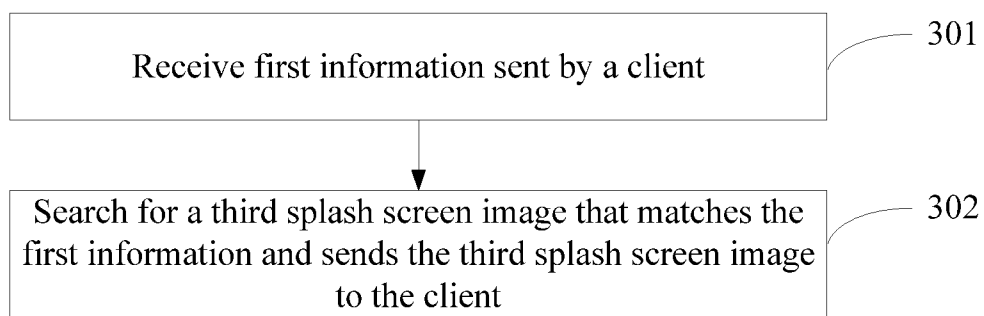 Receive first information sent by a client
301
Search for a third splash screen image that matches the
first information and sends the third splash screen image
to the client
302